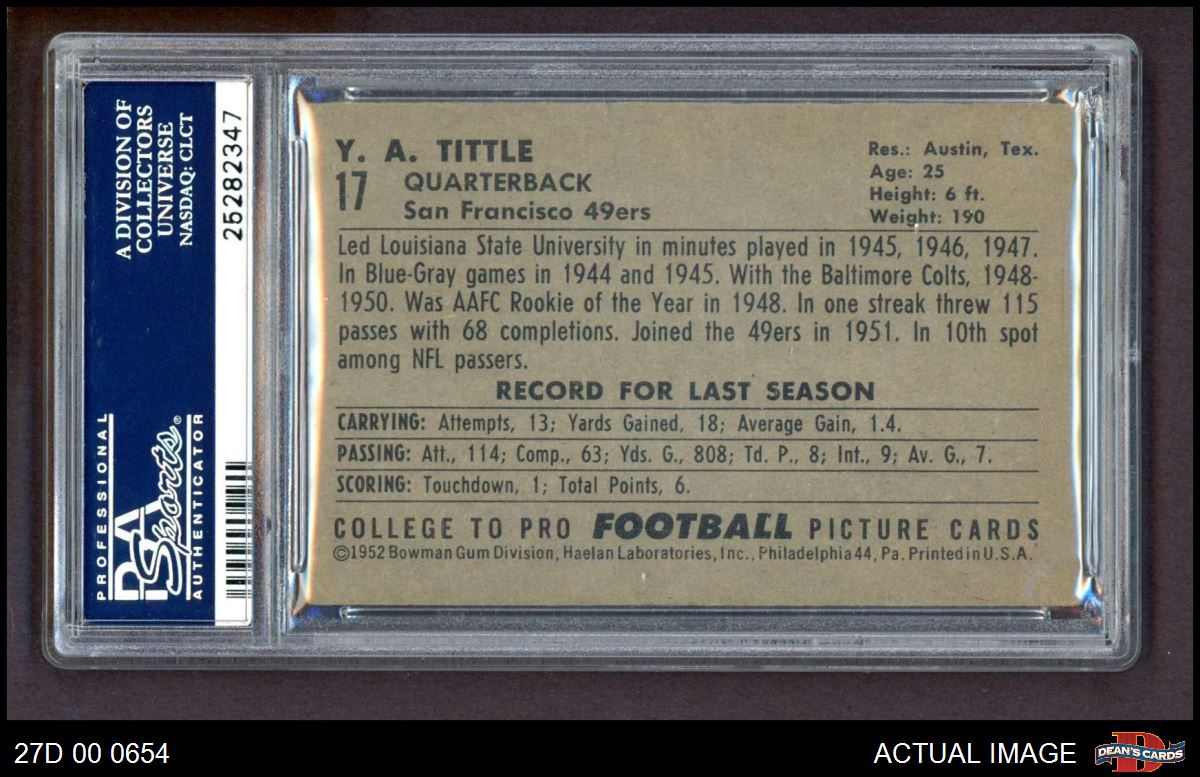 A DIVISION OF
COLLECTORS
UNIVERSE
NASDAQ: CLCT
25282347
PROFESSIONAL
PSA
Sports®
AUTHENTICATOR
Y. A. TITTLE
17
QUARTERBACK
San Francisco 49ers
Res.: Austin, Tex.
Age: 25
Height: 6 ft.
Weight: 190
Led Louisiana State University in minutes played in 1945, 1946, 1947.
In Blue-Gray games in 1944 and 1945. With the Baltimore Colts, 1948-
1950. Was AAFC Rookie of the Year in 1948. In one streak threw 115
passes with 68 completions. Joined the 49ers in 1951. In 10th spot
among NFL passers.
RECORD FOR LAST SEASON
CARRYING: Attempts, 13; Yards Gained, 18; Average Gain, 1.4.
PASSING: Att., 114; Comp., 63; Yds. G., 808; Td. P., 8; Int., 9; Av. G., 7.
SCORING: Touchdown, 1; Total Points, 6.
COLLEGE TO PRO FOOTBALL PICTURE CARDS
©1952 Bowman Gum Division, Haelan Laboratories, Inc., Philadelphia 44, Pa. Printed in U.S.A.
27D 00 0654
ACTUAL IMAGE
DEAN'S CARDS